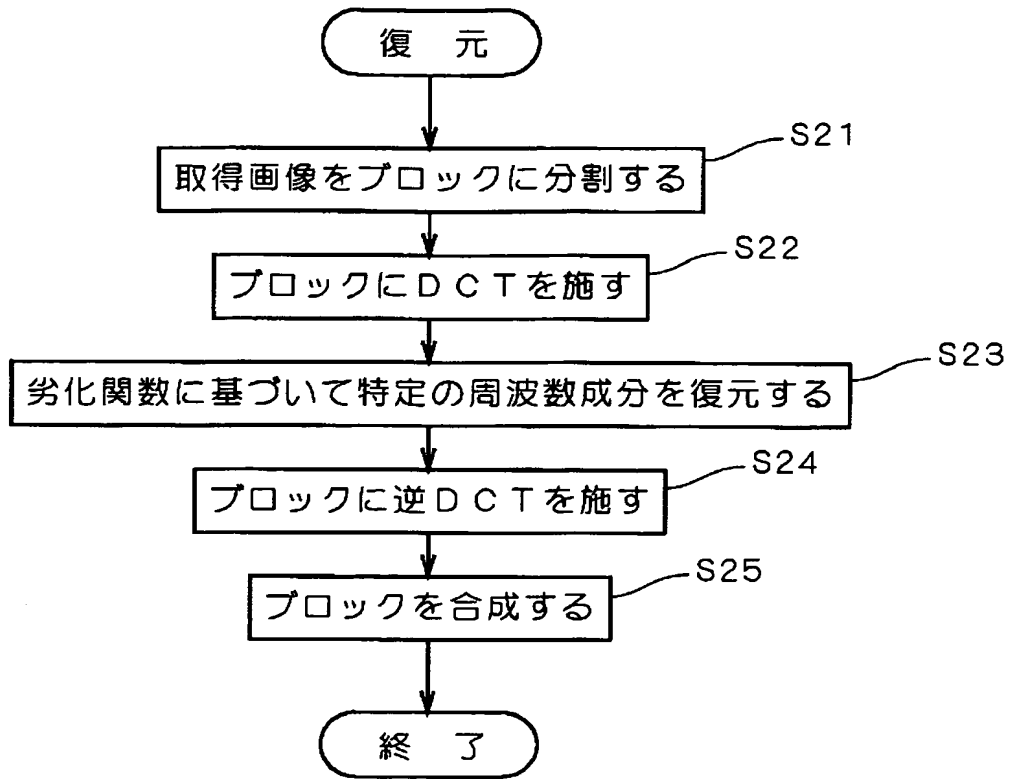 復 元
S21
取得画像をブロックに分割する
S22
ブロックにDCTを施す
S23
劣化関数に基づいて特定の周波数成分を復元する
S24
ブロックに逆DCTを施す
S25
ブロックを合成する
終 了